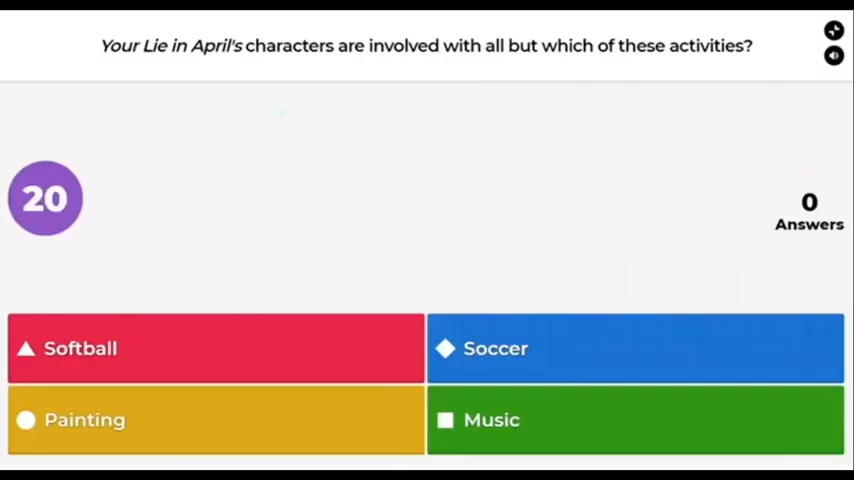 Your Lie in April's characters are involved with all but which of these activities?
20
0
Answers
Softball
Soccer
Painting
Music